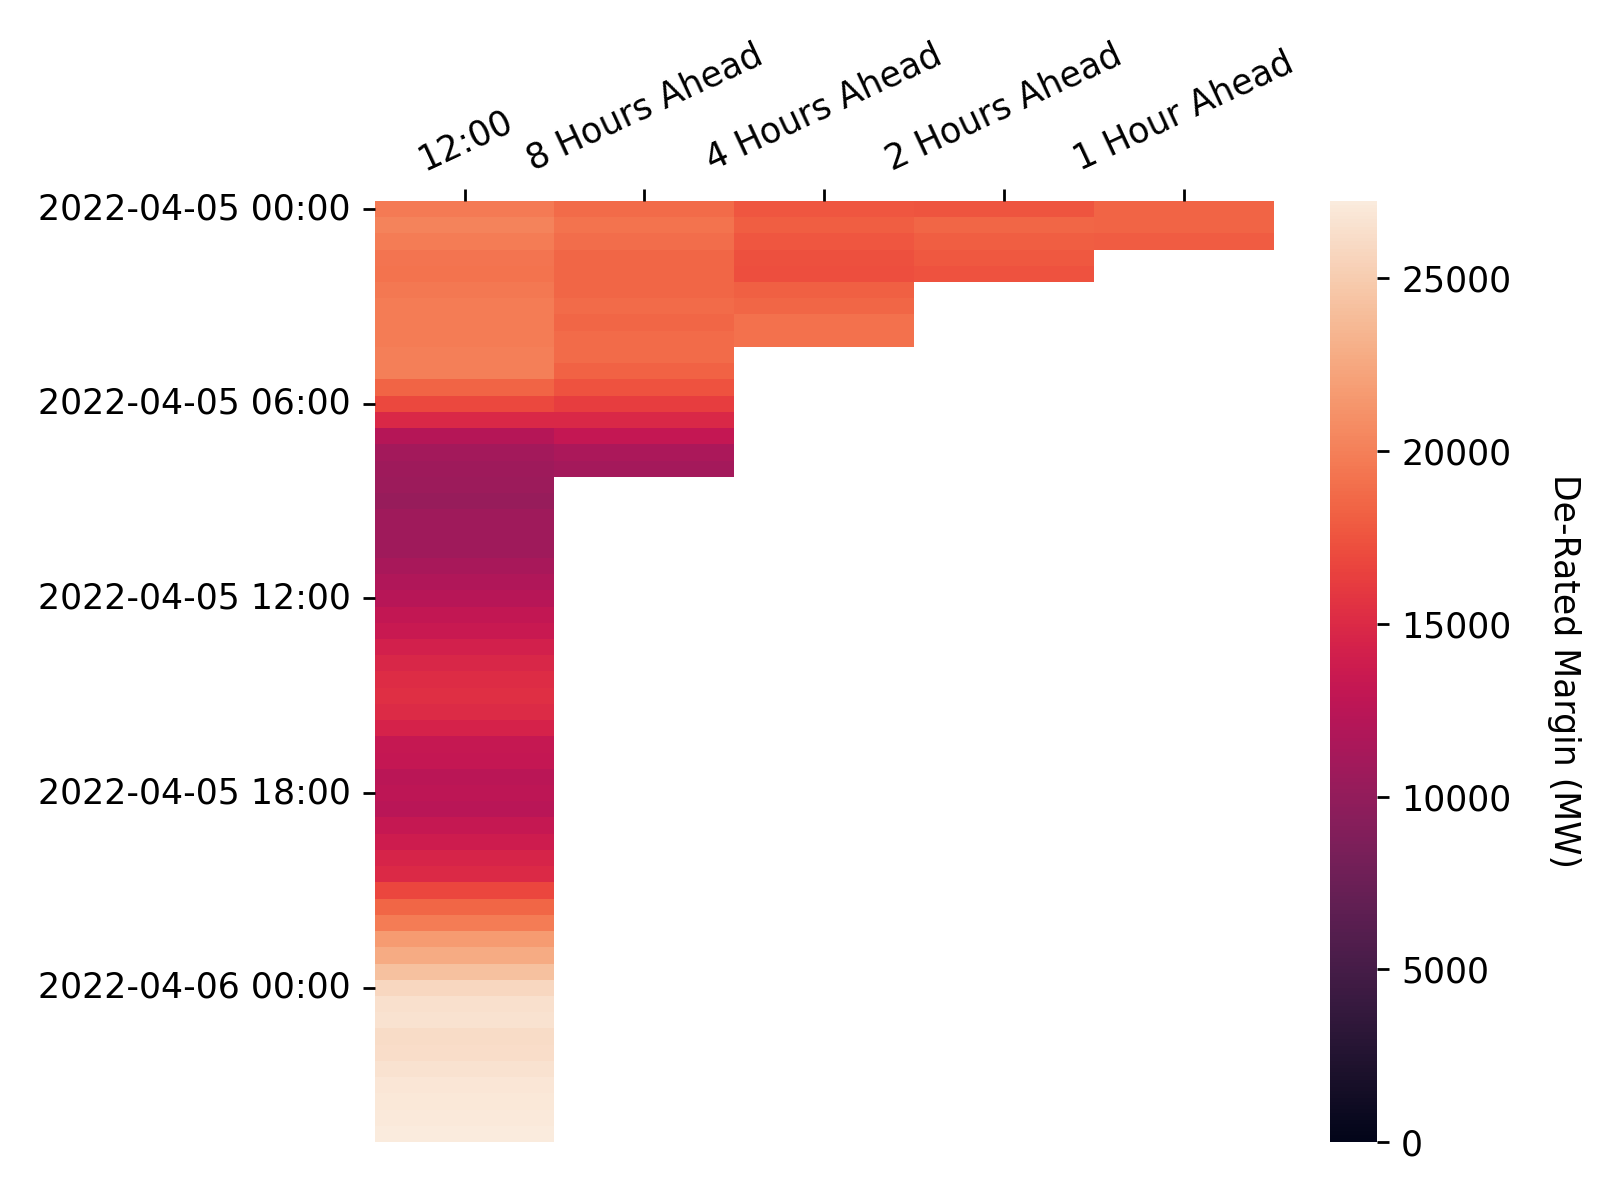 12:00
8 Hours Ahead
4 Hours Ahead
2 Hours Ahead
1 Hour Ahead
2022-04-05 00:00
2022-04-05 06:00
2022-04-05 12:00
2022-04-05 18:00
2022-04-06 00:00
25000
20000
15000
10000
5000
0
De-Rated Margin (MW)